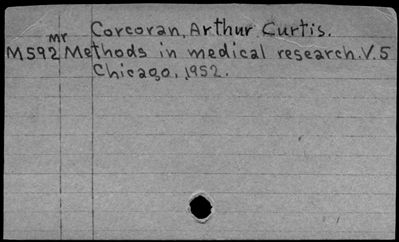 Corcoran, Arthur Curtis.
mr
M592 Methods in medical research. V.5
Chicago, 1952.